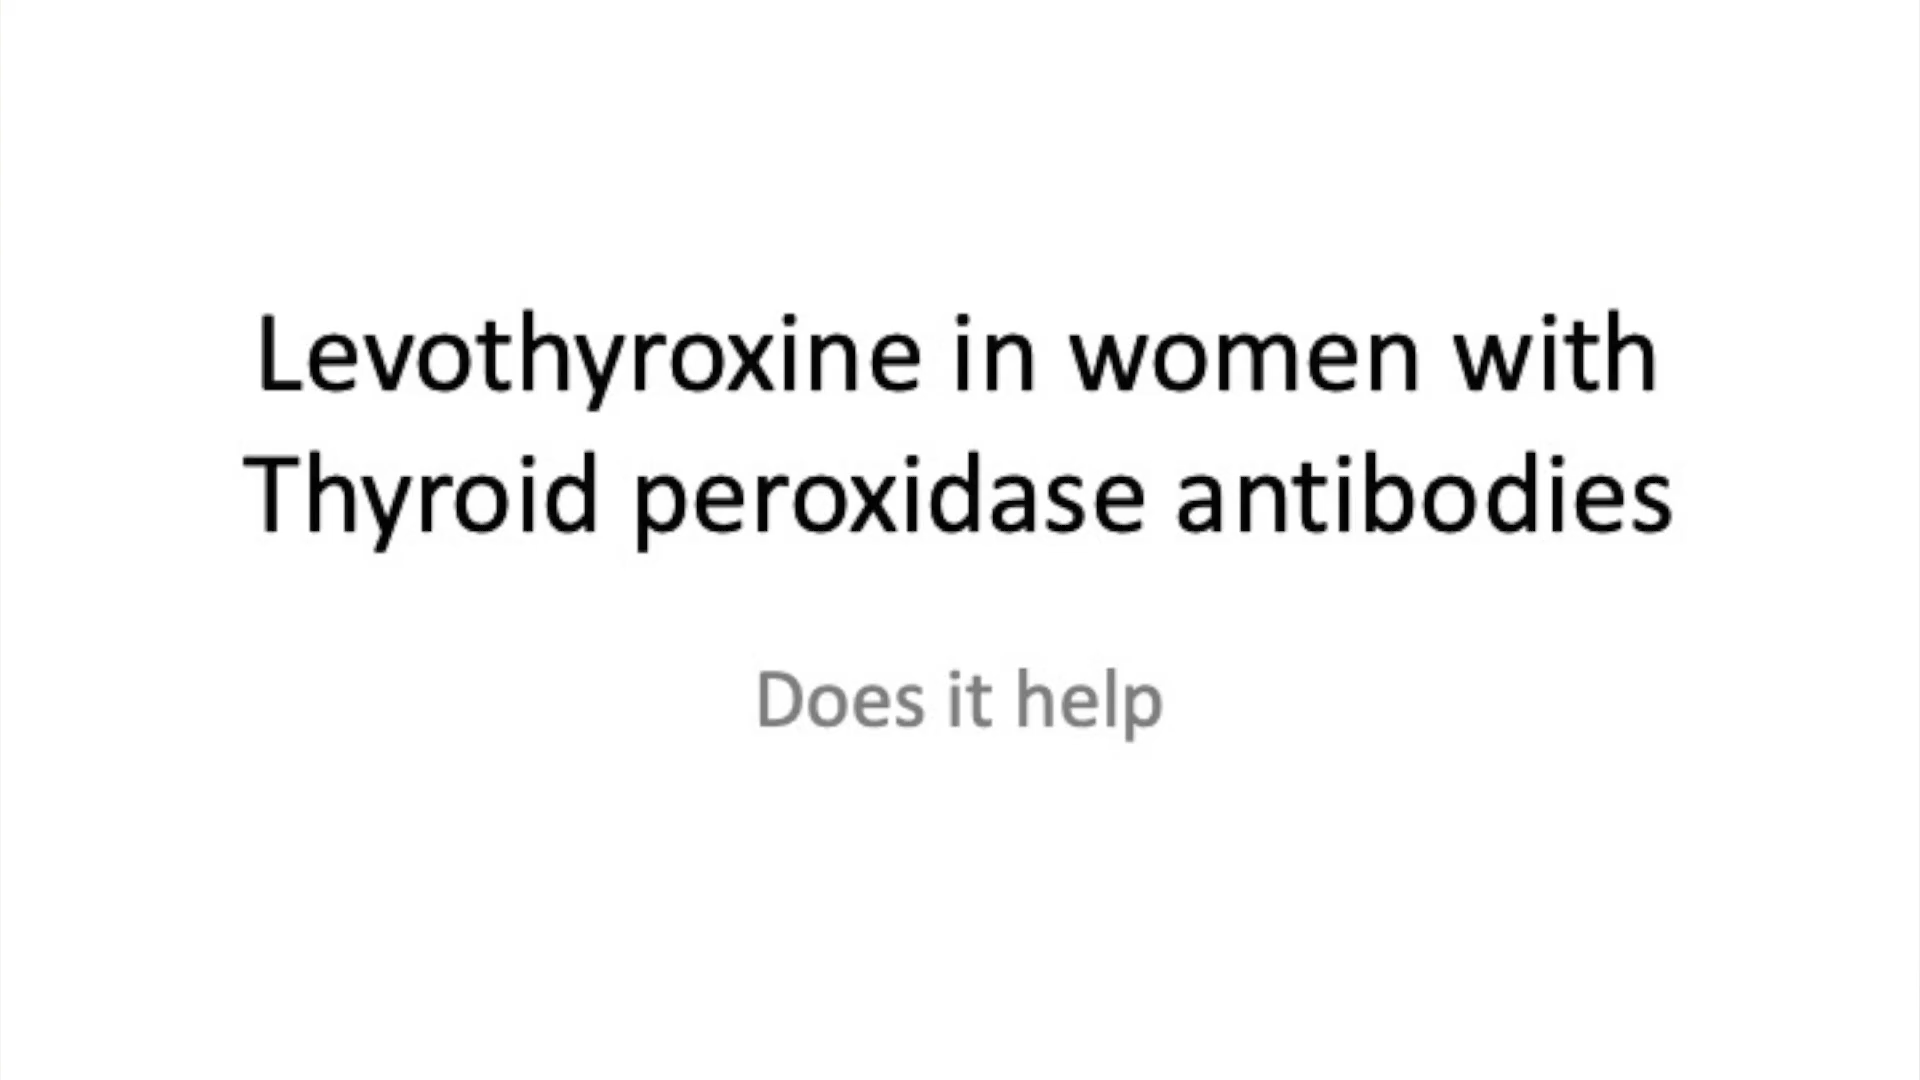 Levothyroxine in women with
Thyroid peroxidase antibodies
Does it help